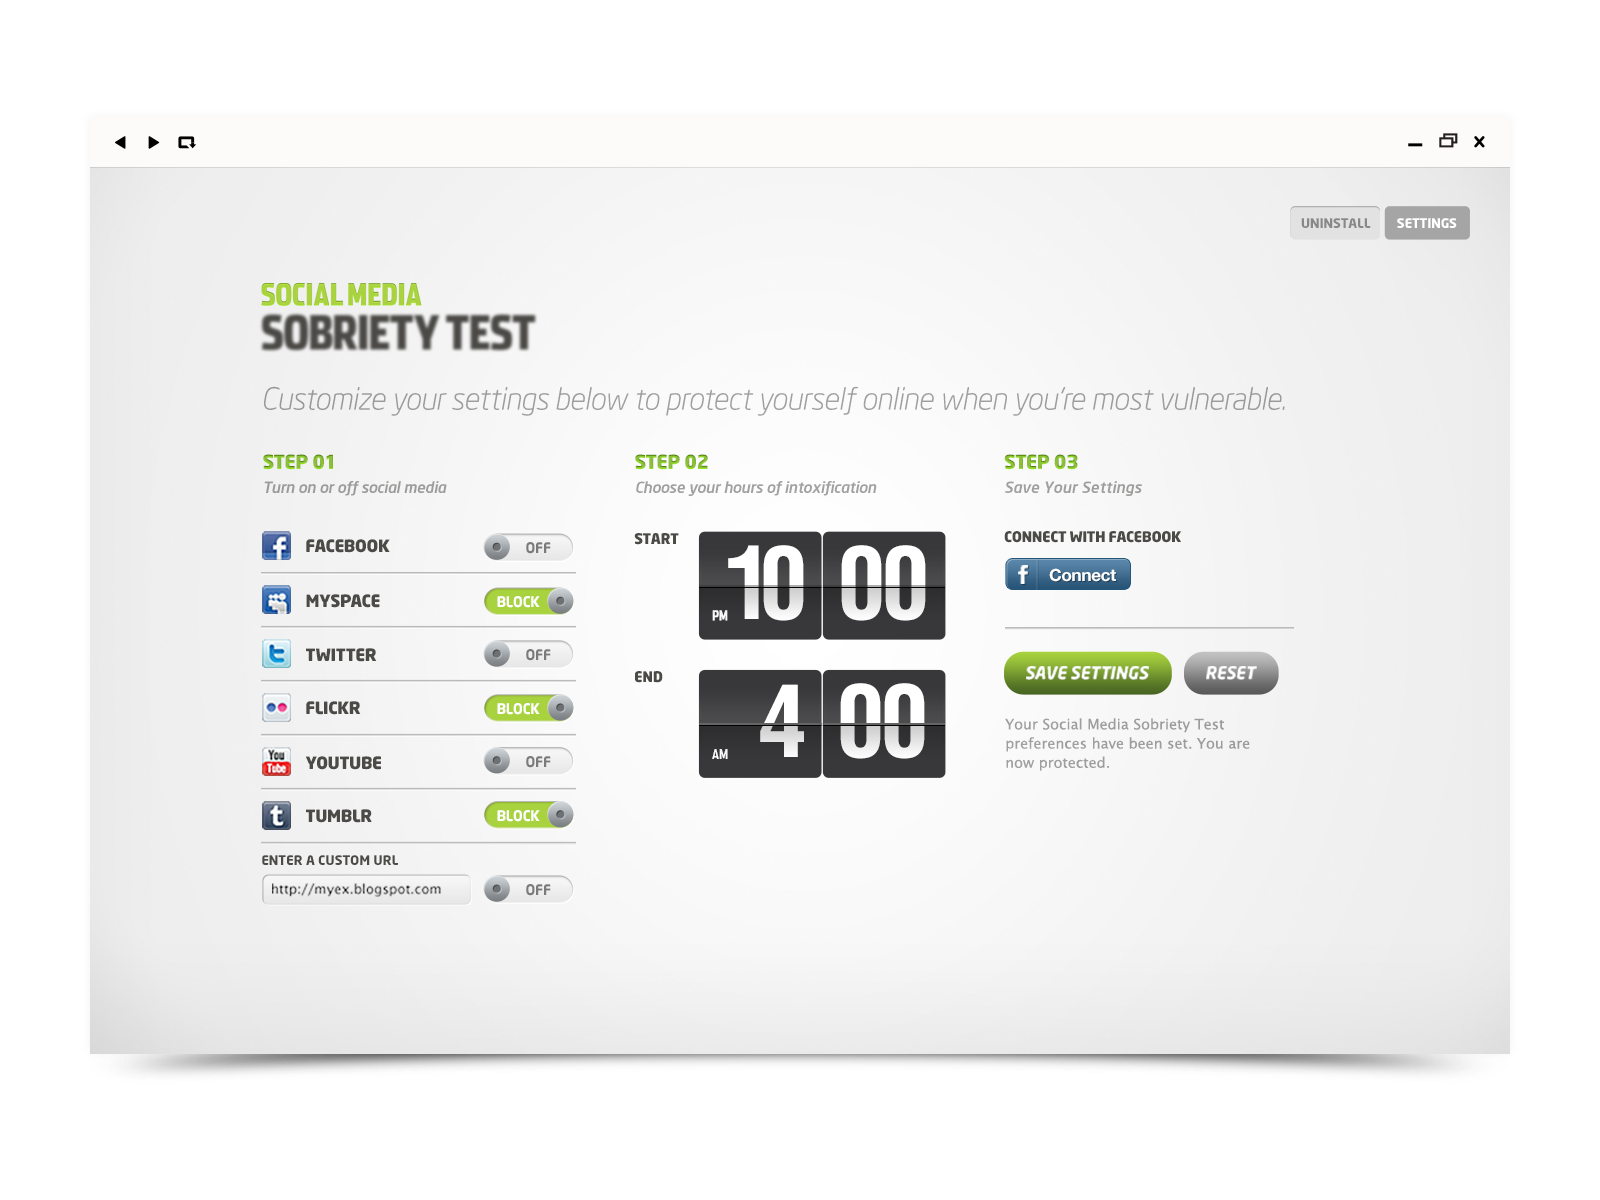 UNINSTALL SETTINGS
SOCIAL MEDIA
SOBRIETY TEST
Customize your settings below to protect yourself online when you're most vulnerable.
STEP 01
Turn on or off social media
f FACEBOOK OFF
MYSPACE BLOCK
t TWITTER OFF
FLICKR BLOCK
You Tube YOUTUBE OFF
t TUMBLR BLOCK
ENTER A CUSTOM URL
http://myex.blogspot.com OFF
STEP 02
Choose your hours of intoxification
START PM 10 00
END AM 4 00
STEP 03
Save Your Settings
CONNECT WITH FACEBOOK
f Connect
SAVE SETTINGS RESET
Your Social Media Sobriety Test
preferences have been set. You are
now protected.